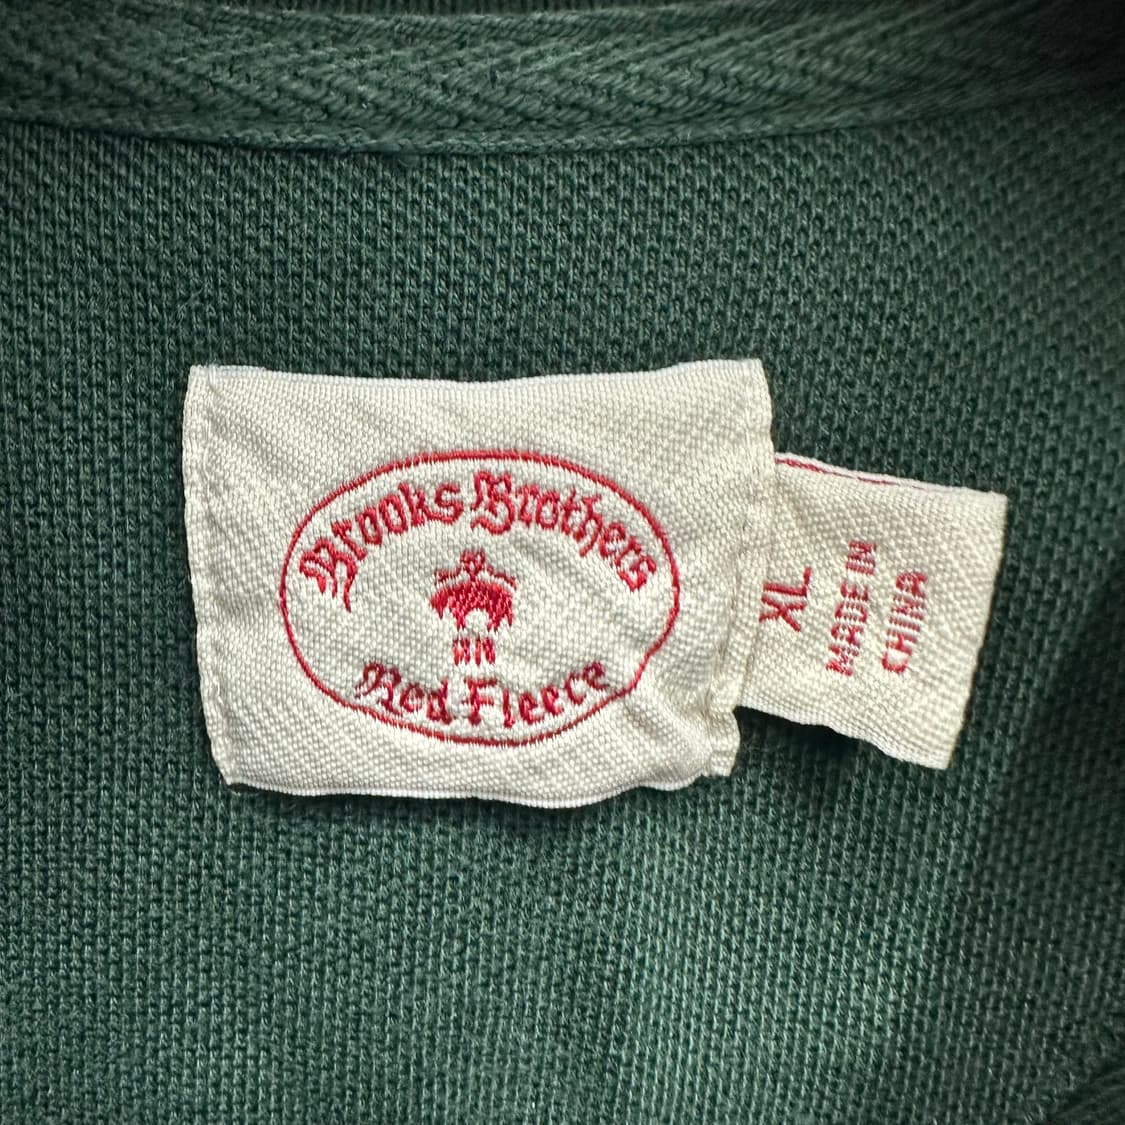 Brooks Brothers
Red Fleece
XL
MADE IN
CHINA